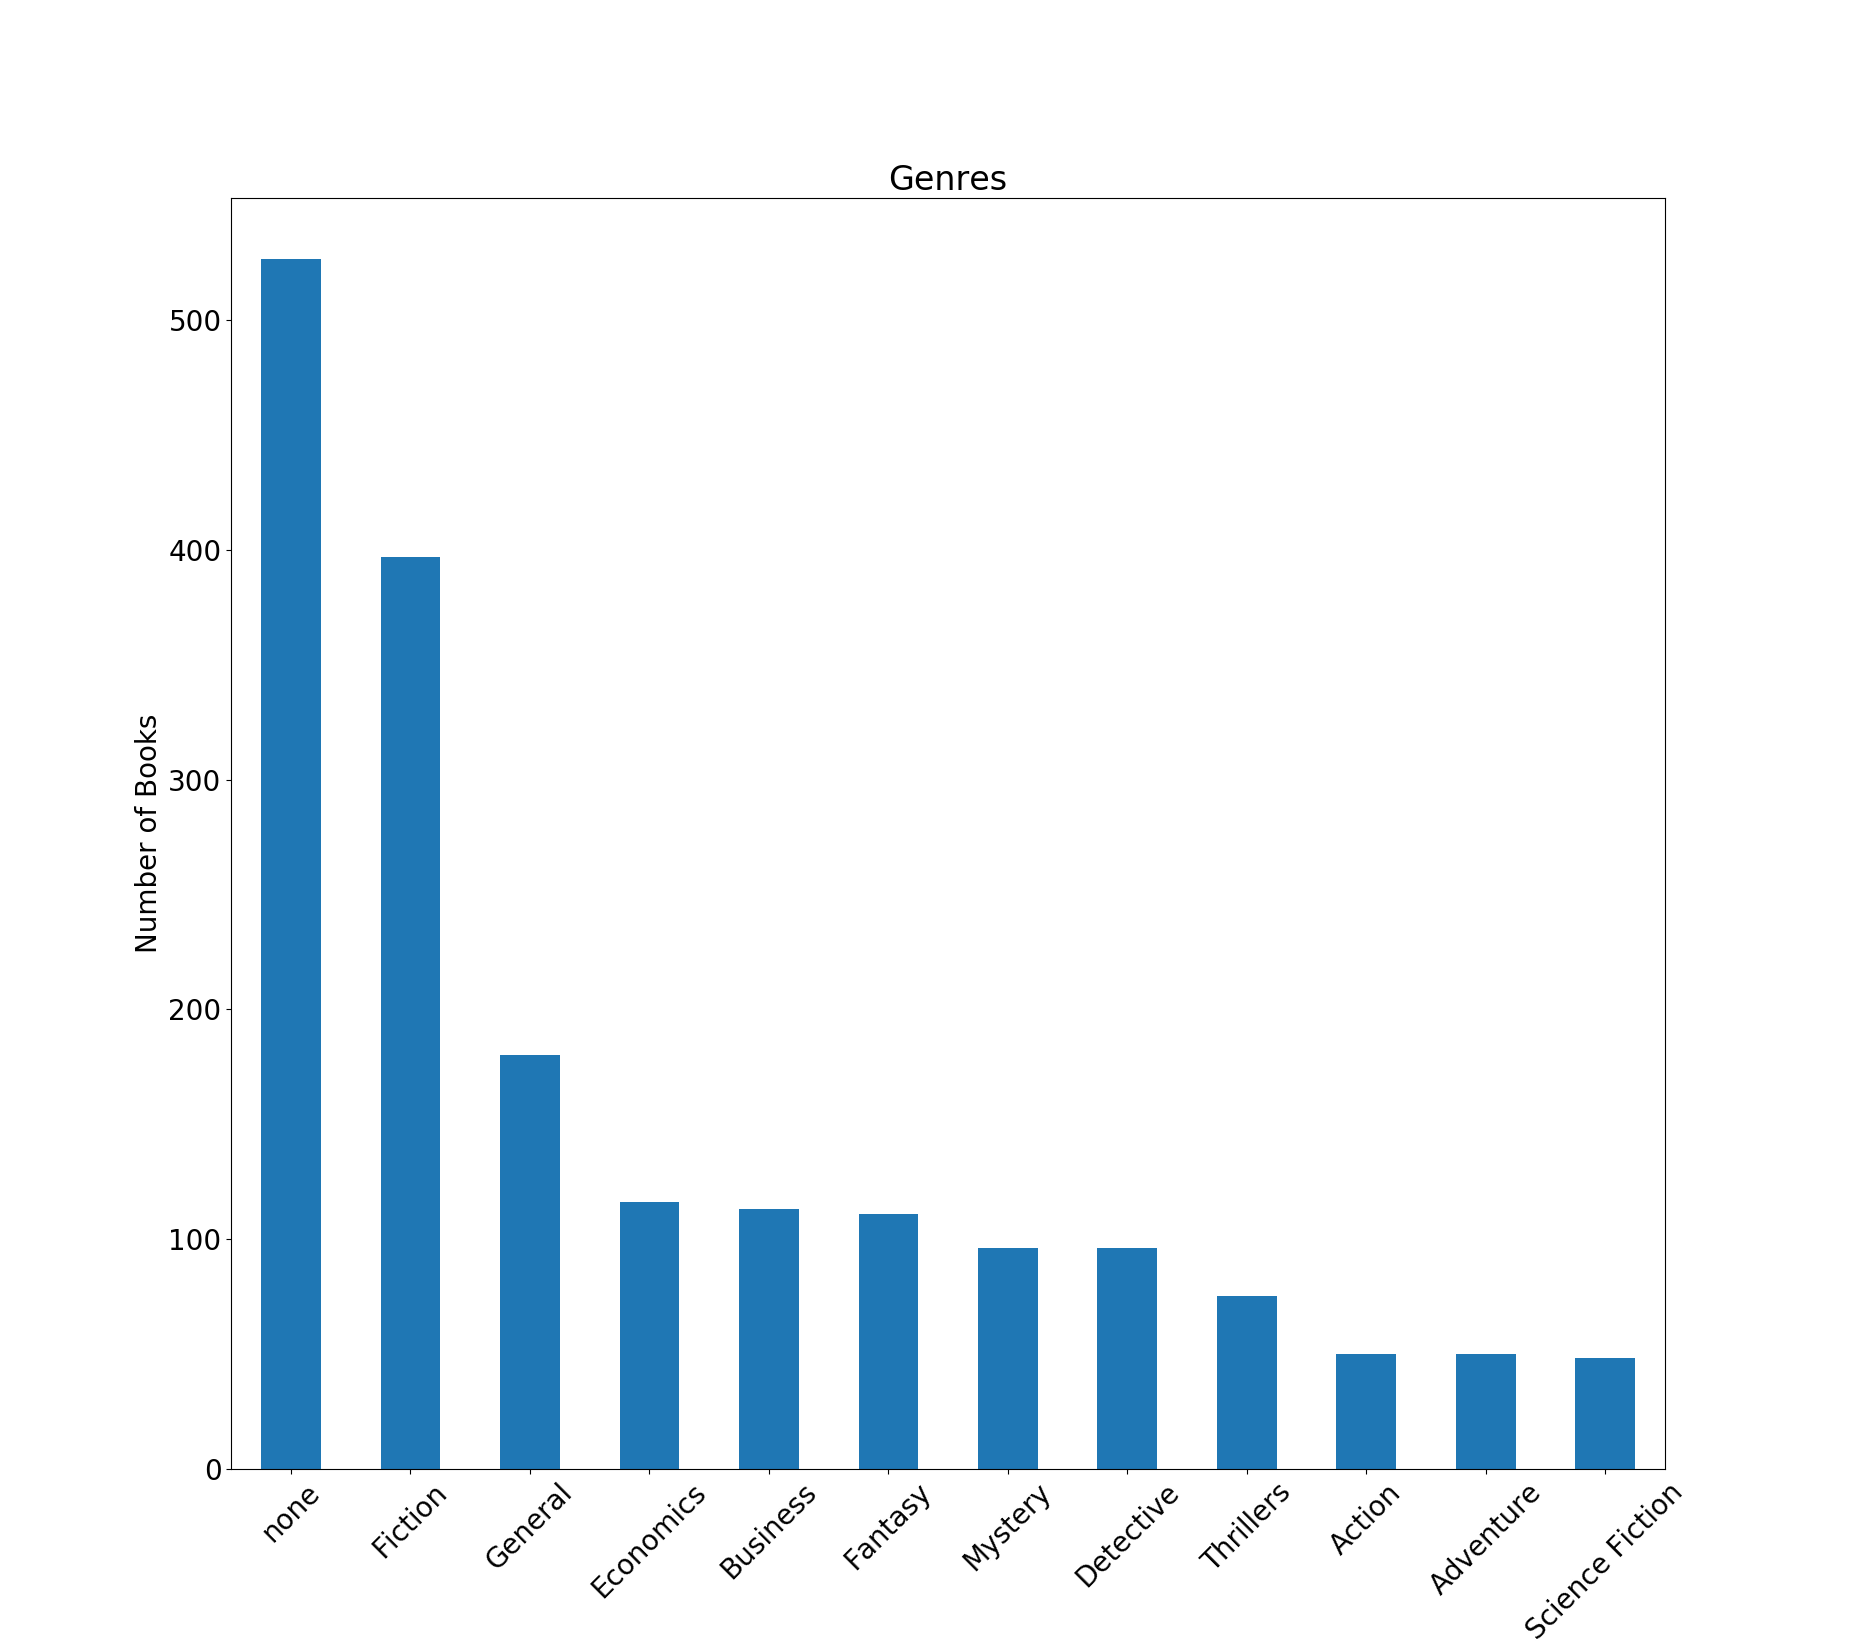 Genres
Number of Books
500
400
300
200
100
0
none
Fiction
General
Economics
Business
Fantasy
Mystery
Detective
Thrillers
Action
Adventure
Science Fiction